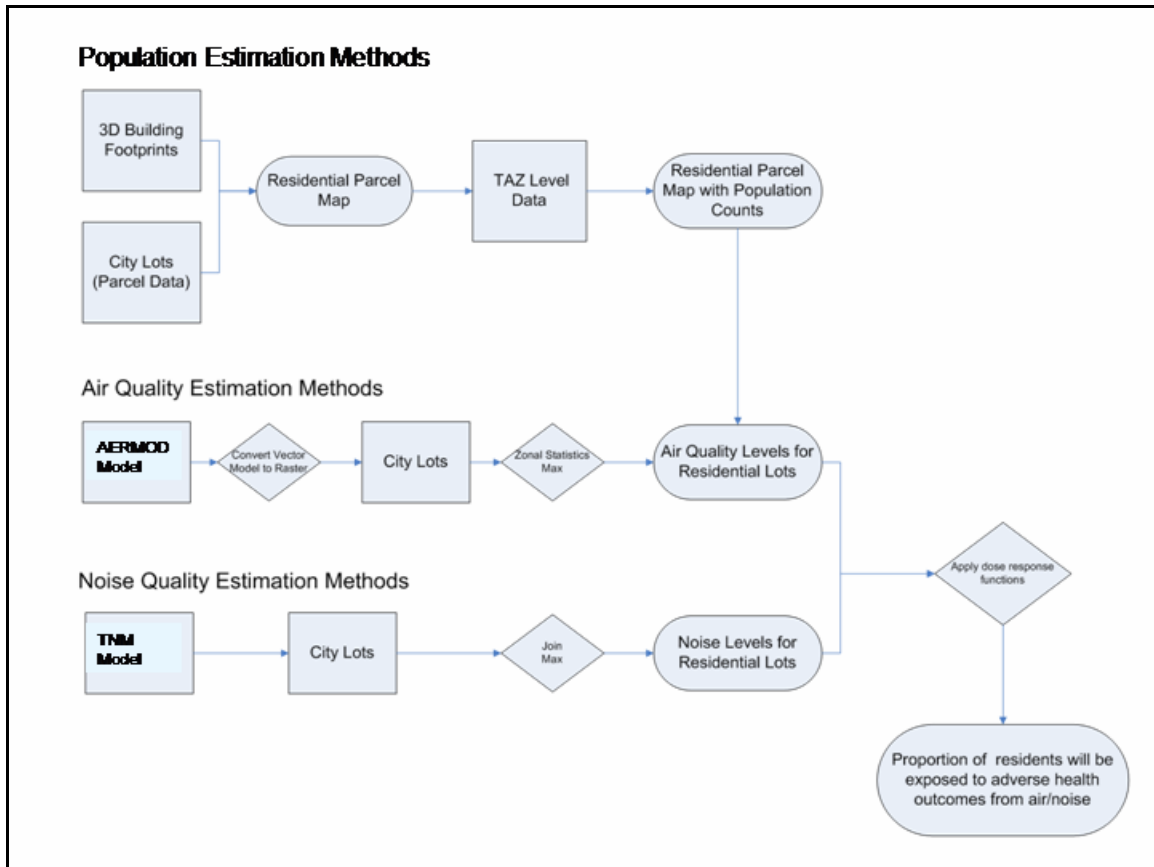 Population Estimation Methods
3D Building
Footprints
City Lots
(Parcel Data)
Residential Parcel
Map
TAZ Level
Data
Residential Parcel
Map with Population
Counts
Air Quality Estimation Methods
AERMOD
Model
Convert Vector
Model to Raster
City Lots
Zonal Statistics
Max
Air Quality Levels for
Residential Lots
Noise Quality Estimation Methods
TNM
Model
City Lots
Join
Max
Noise Levels for
Residential Lots
Apply dose response
functions
Proportion of residents will be
exposed to adverse health
outcomes from air/noise